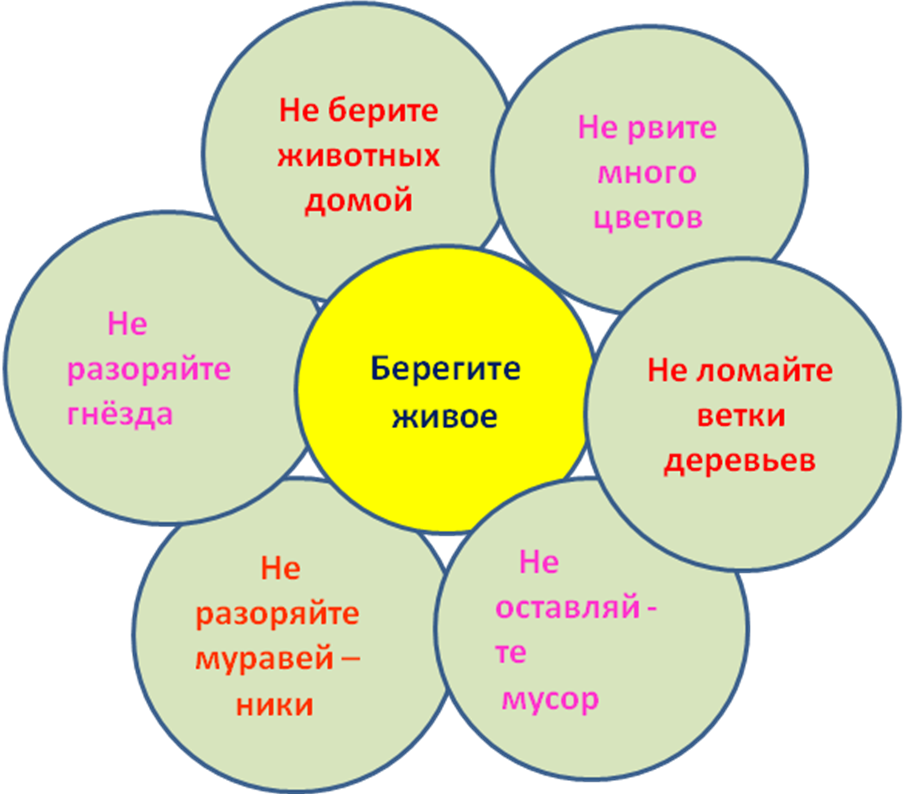 Не берите
животных
домой
Не рвите
много
цветов
Не
разоряйте
гнёзда
Берегите
живое
Не ломайте
ветки
деревьев
Не
разоряйте
муравей –
ники
Не
оставляй -
те
мусор